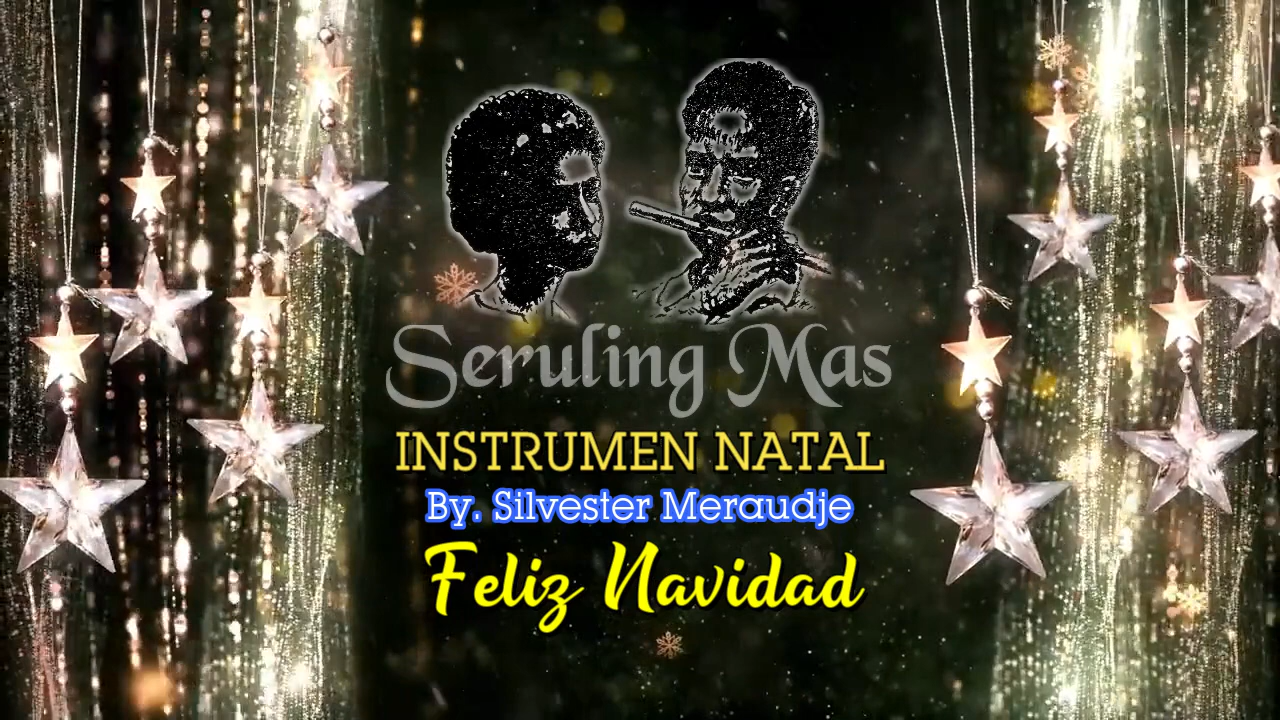 Seruling Mas
INSTRUMEN NATAL
By. Silvester Meraudje
Feliz Navidad